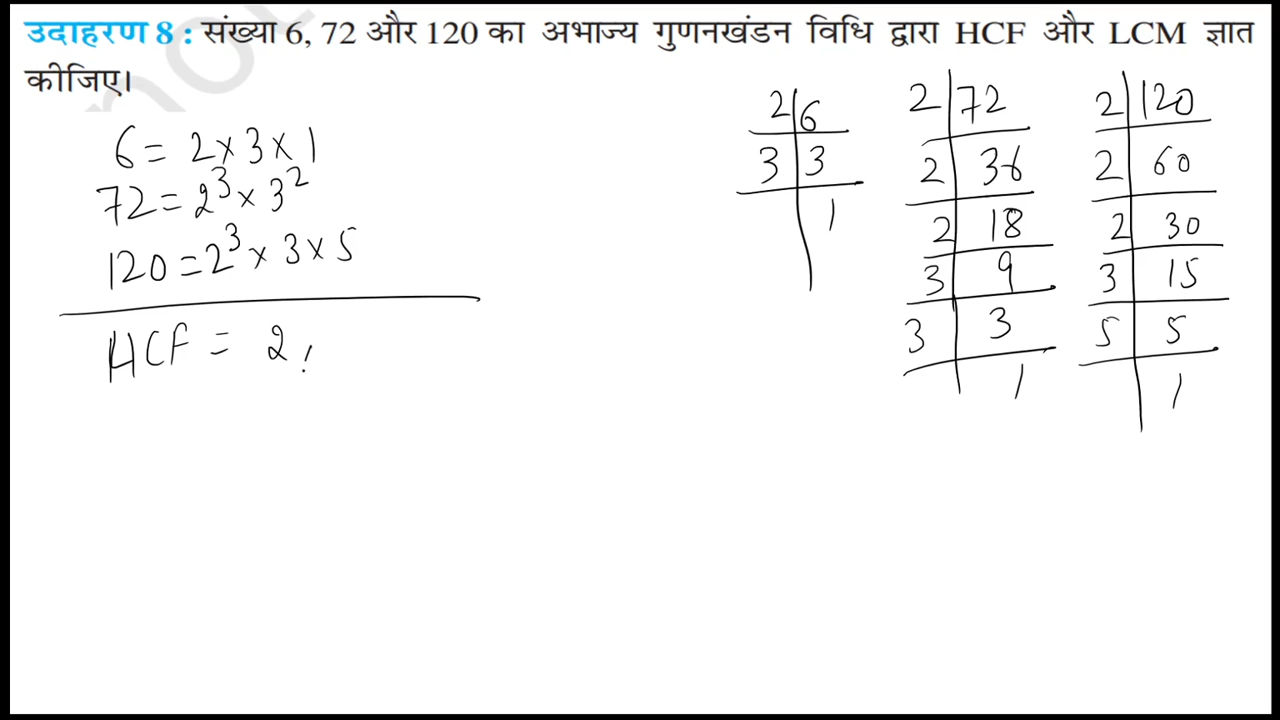 उदाहरण 8 : संख्या 6, 72 और 120 का अभाज्य गुणनखंडन विधि द्वारा HCF और LCM ज्ञात
कीजिए।
6 = 2 × 3 × 1
72 = 2³ × 3²
120 = 2³ × 3 × 5
HCF = 2
2 | 6
3 | 3
1
2 | 72
2 | 36
2 | 18
3 | 9
3 | 3
1
2 | 120
2 | 60
2 | 30
3 | 15
5 | 5
1